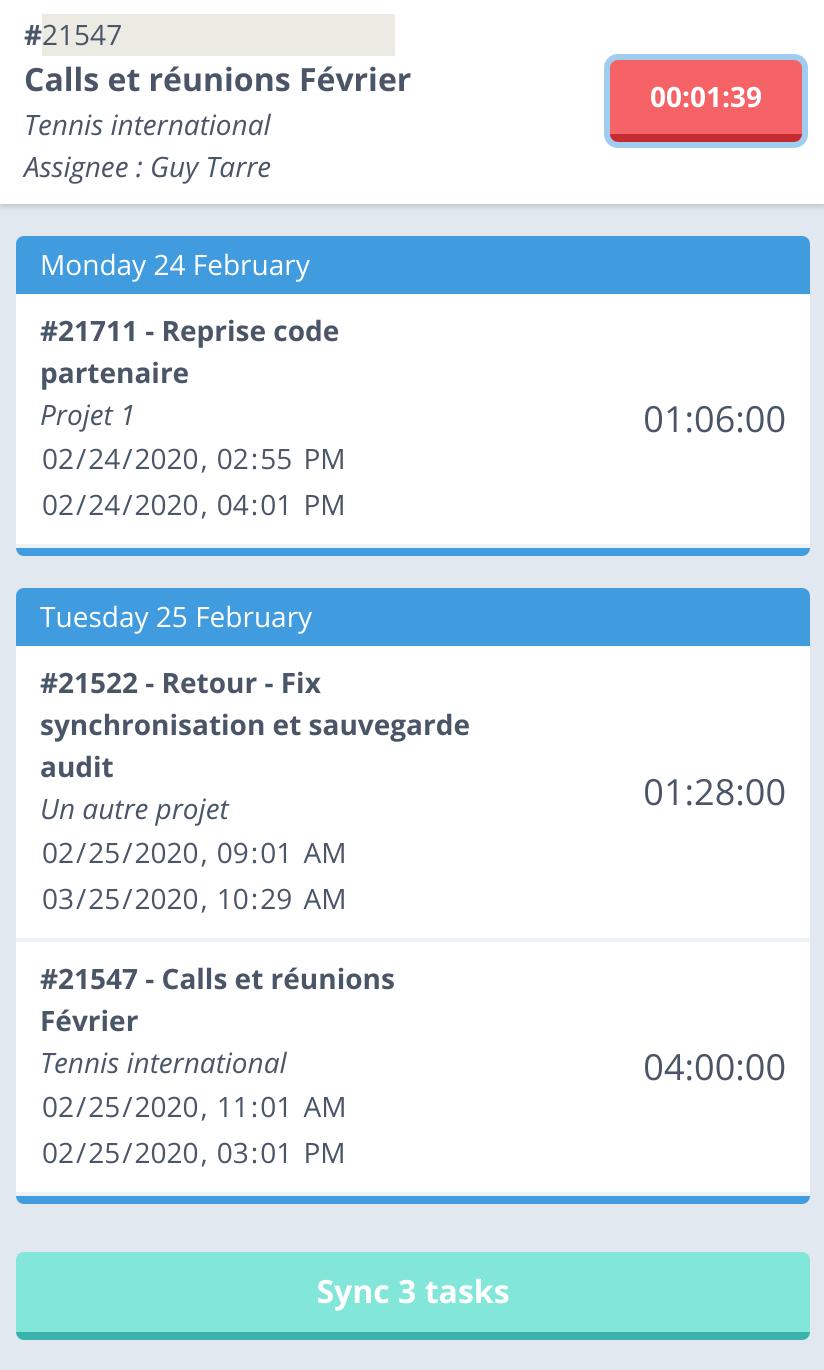 #21547
Calls et réunions Février
Tennis international
Assignee : Guy Tarre
00:01:39
Monday 24 February
#21711 - Reprise code
partenaire
Projet 1
02/24/2020, 02:55 PM
02/24/2020, 04:01 PM
01:06:00
Tuesday 25 February
#21522 - Retour - Fix
synchronisation et sauvegarde
audit
Un autre projet
02/25/2020, 09:01 AM
03/25/2020, 10:29 AM
01:28:00
#21547 - Calls et réunions
Février
Tennis international
02/25/2020, 11:01 AM
02/25/2020, 03:01 PM
04:00:00
Sync 3 tasks